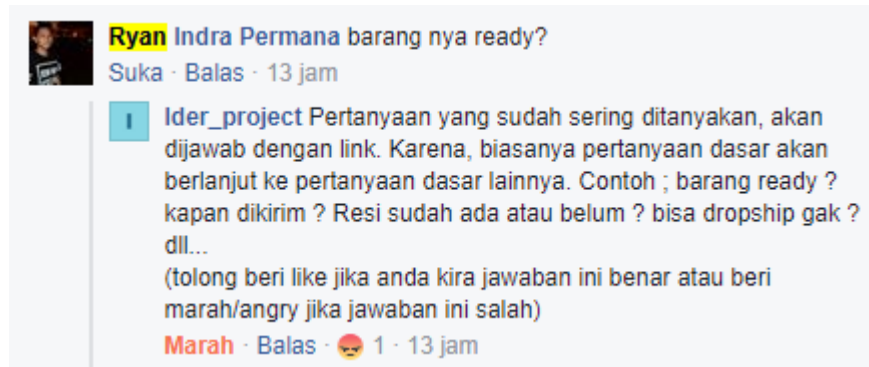 Ryan Indra Permana barang nya ready?
Suka · Balas · 13 jam
I
Ider_project Pertanyaan yang sudah sering ditanyakan, akan
dijawab dengan link. Karena, biasanya pertanyaan dasar akan
berlanjut ke pertanyaan dasar lainnya. Contoh ; barang ready ?
kapan dikirim ? Resi sudah ada atau belum ? bisa dropship gak ?
dll...
(tolong beri like jika anda kira jawaban ini benar atau beri
marah/angry jika jawaban ini salah)
Marah · Balas · 😡 1 · 13 jam